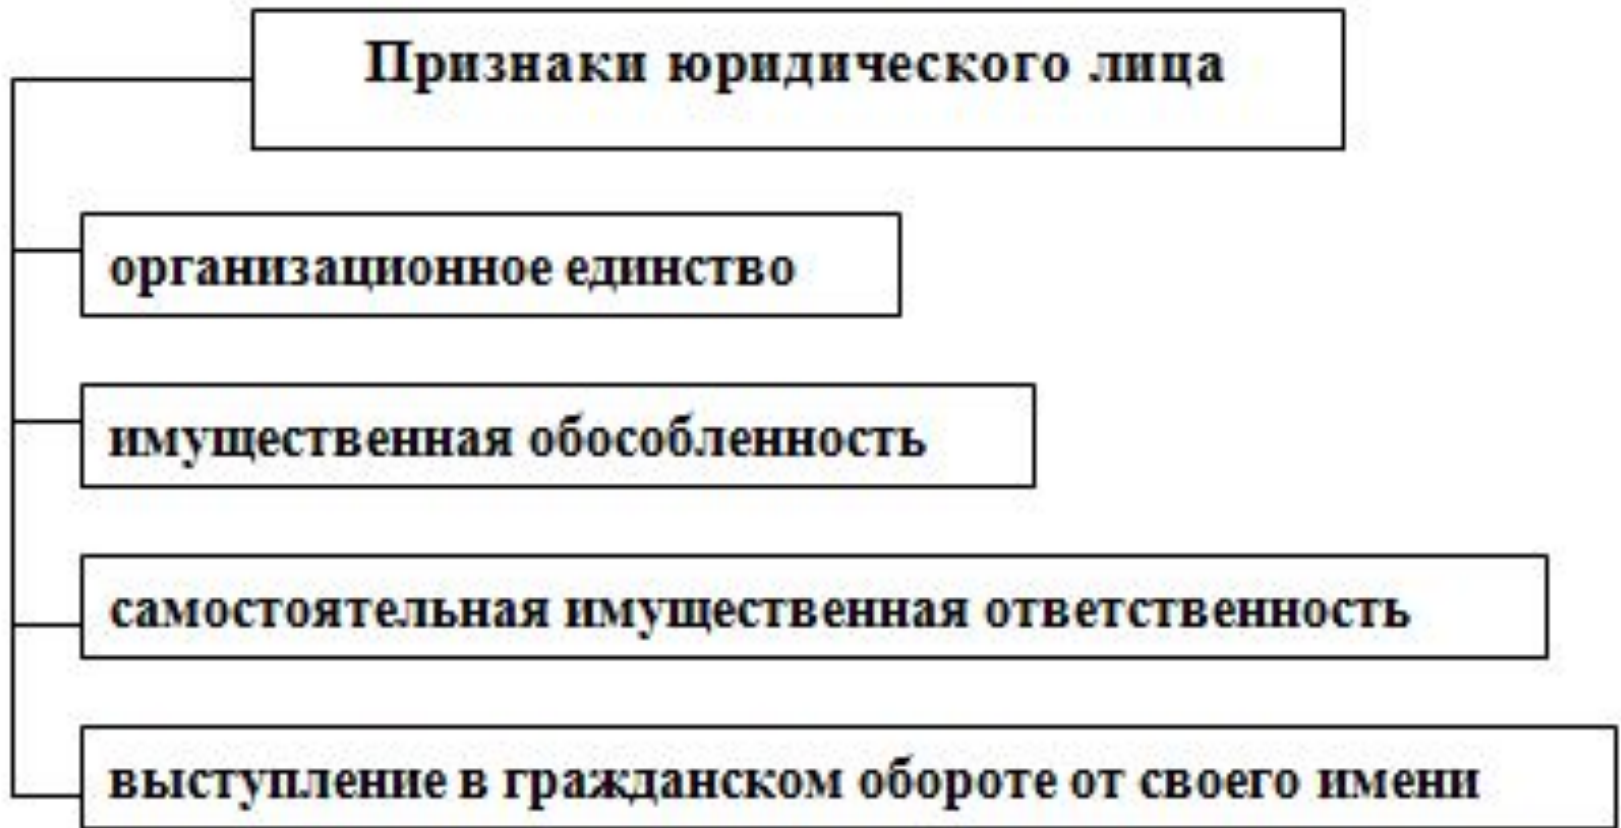 Признаки юридического лица
организационное единство
имущественная обособленность
самостоятельная имущественная ответственность
выступление в гражданском обороте от своего имени